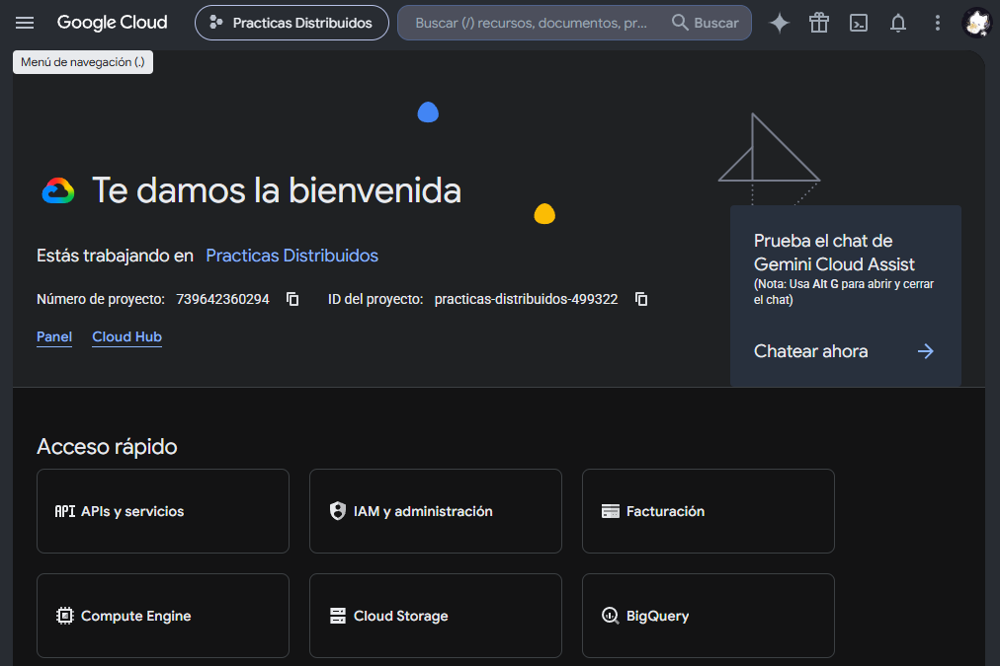 Google Cloud
Practicas Distribuidos
Buscar (/) recursos, documentos, pr...
Buscar
Menú de navegación (.)
Te damos la bienvenida
Estás trabajando en Practicas Distribuidos
Número de proyecto: 739642360294 ID del proyecto: practicas-distribuidos-499322
Panel Cloud Hub
Prueba el chat de
Gemini Cloud Assist
(Nota: Usa Alt G para abrir y cerrar
el chat)
Chatear ahora
Acceso rápido
API APIs y servicios
IAM y administración
Facturación
Compute Engine
Cloud Storage
BigQuery